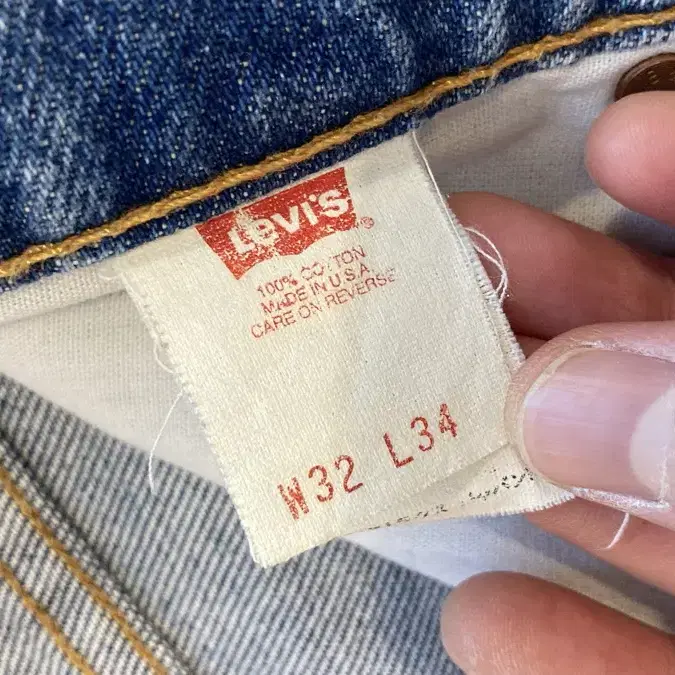 Levi's®
100% COTTON
MADE IN U.S.A.
CARE ON REVERSE
W32 L34